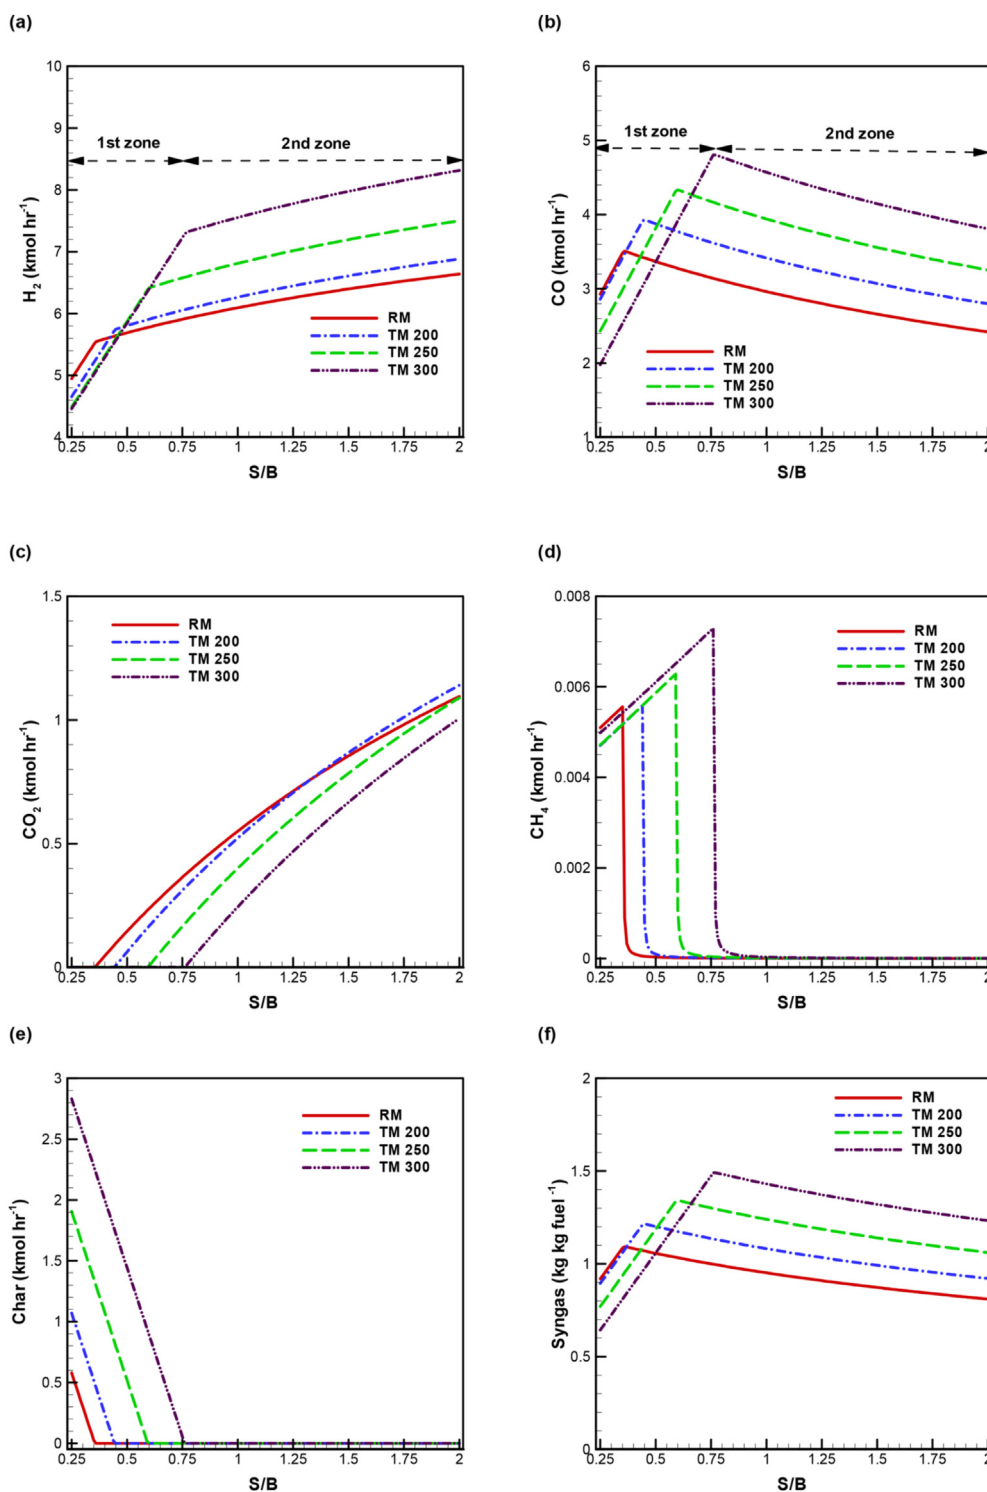 (a)
10
9
8
7
6
5
4
H2 (kmol hr-1)
1st zone
2nd zone
RM
TM 200
TM 250
TM 300
0.25 0.5 0.75 1 1.25 1.5 1.75 2
S/B
(b)
6
5
4
3
2
1
CO (kmol hr-1)
1st zone
2nd zone
RM
TM 200
TM 250
TM 300
0.25 0.5 0.75 1 1.25 1.5 1.75 2
S/B
(c)
1.5
1
0.5
0
CO2 (kmol hr-1)
RM
TM 200
TM 250
TM 300
0.25 0.5 0.75 1 1.25 1.5 1.75 2
S/B
(d)
0.008
0.006
0.004
0.002
0
CH4 (kmol hr-1)
RM
TM 200
TM 250
TM 300
0.25 0.5 0.75 1 1.25 1.5 1.75 2
S/B
(e)
3
2.5
2
1.5
1
0.5
0
Char (kmol hr-1)
RM
TM 200
TM 250
TM 300
0.25 0.5 0.75 1 1.25 1.5 1.75 2
S/B
(f)
2
1.5
1
0.5
0
Syngas (kg kg fuel -1)
RM
TM 200
TM 250
TM 300
0.25 0.5 0.75 1 1.25 1.5 1.75 2
S/B